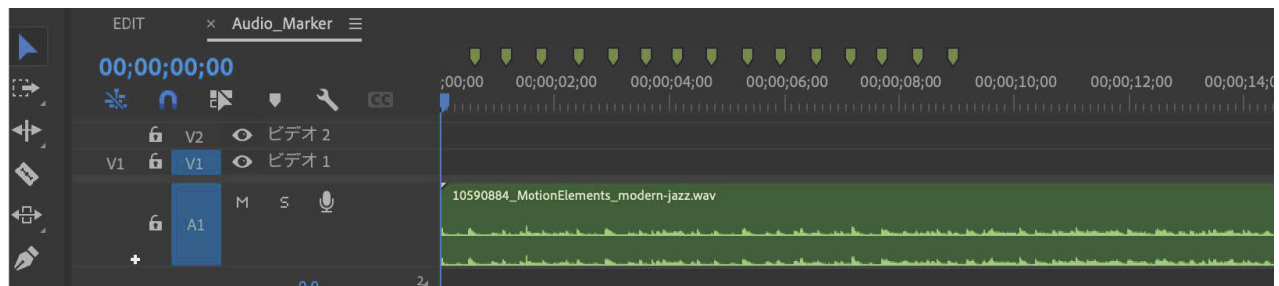 EDIT
× Audio_Marker
00;00;00;00
;00;00 00;00;02;00 00;00;04;00 00;00;06;00 00;00;08;00 00;00;10;00 00;00;12;00 00;00;14;0
CC
V2 ビデオ 2
V1 V1 ビデオ 1
M S
A1
10590884_MotionElements_modern-jazz.wav